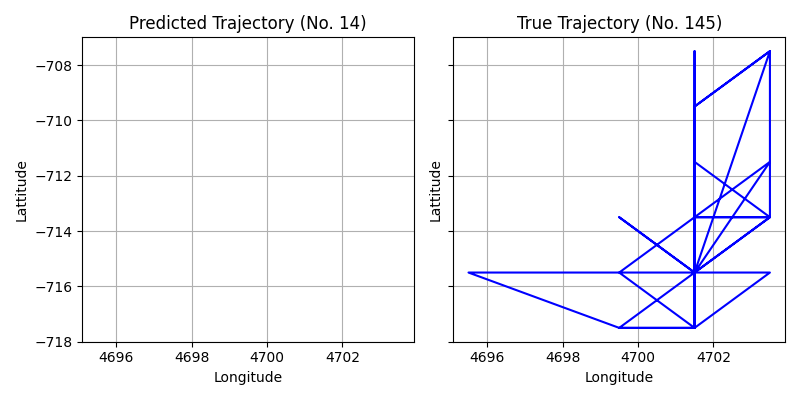 Predicted Trajectory (No. 14)
True Trajectory (No. 145)
Lattitude
−708
−710
−712
−714
−716
−718
4696
4698
4700
4702
Longitude
Lattitude
4696
4698
4700
4702
Longitude